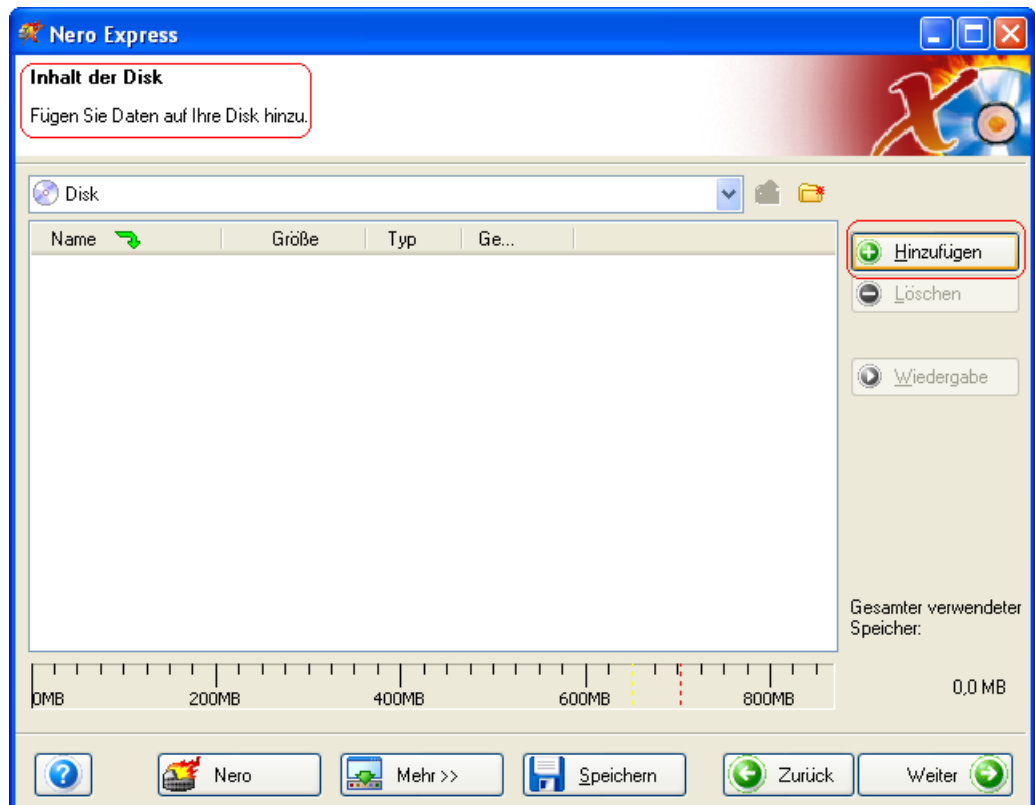 Nero Express
Inhalt der Disk
Fügen Sie Daten auf Ihre Disk hinzu.
Disk
Name Größe Typ Ge...
Hinzufügen
Löschen
Wiedergabe
Gesamter verwendeter
Speicher:
0MB 200MB 400MB 600MB 800MB
0,0 MB
Nero Mehr >> Speichern Zurück Weiter